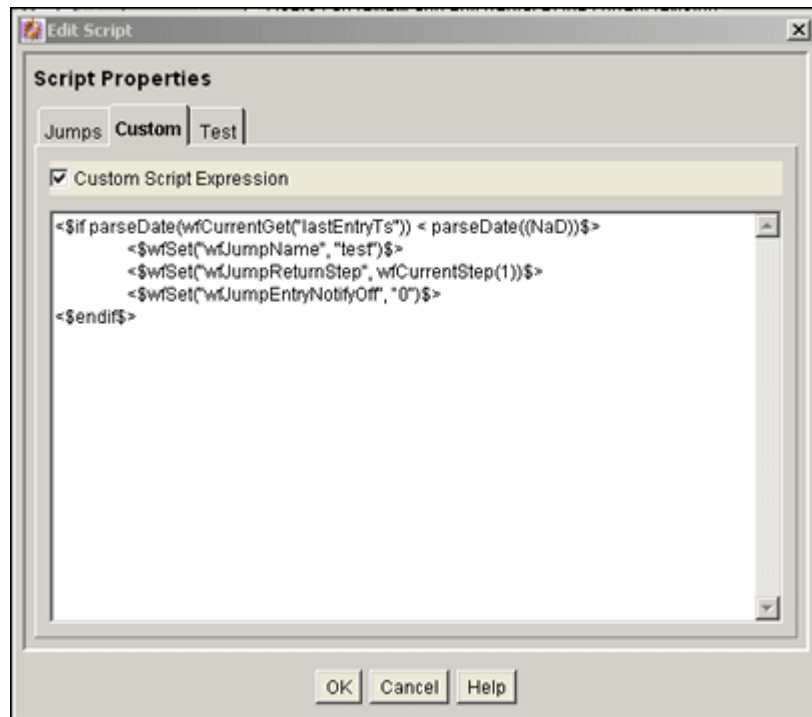 Edit Script
Script Properties
Jumps Custom Test
Custom Script Expression
<$if parseDate(wfCurrentGet("lastEntryTs")) < parseDate((NaD))$>
<$wfSet("wfJumpName", "test")$>
<$wfSet("wfJumpReturnStep", wfCurrentStep(1))$>
<$wfSet("wfJumpEntryNotifyOff", "0")$>
<$endif$>
OK Cancel Help